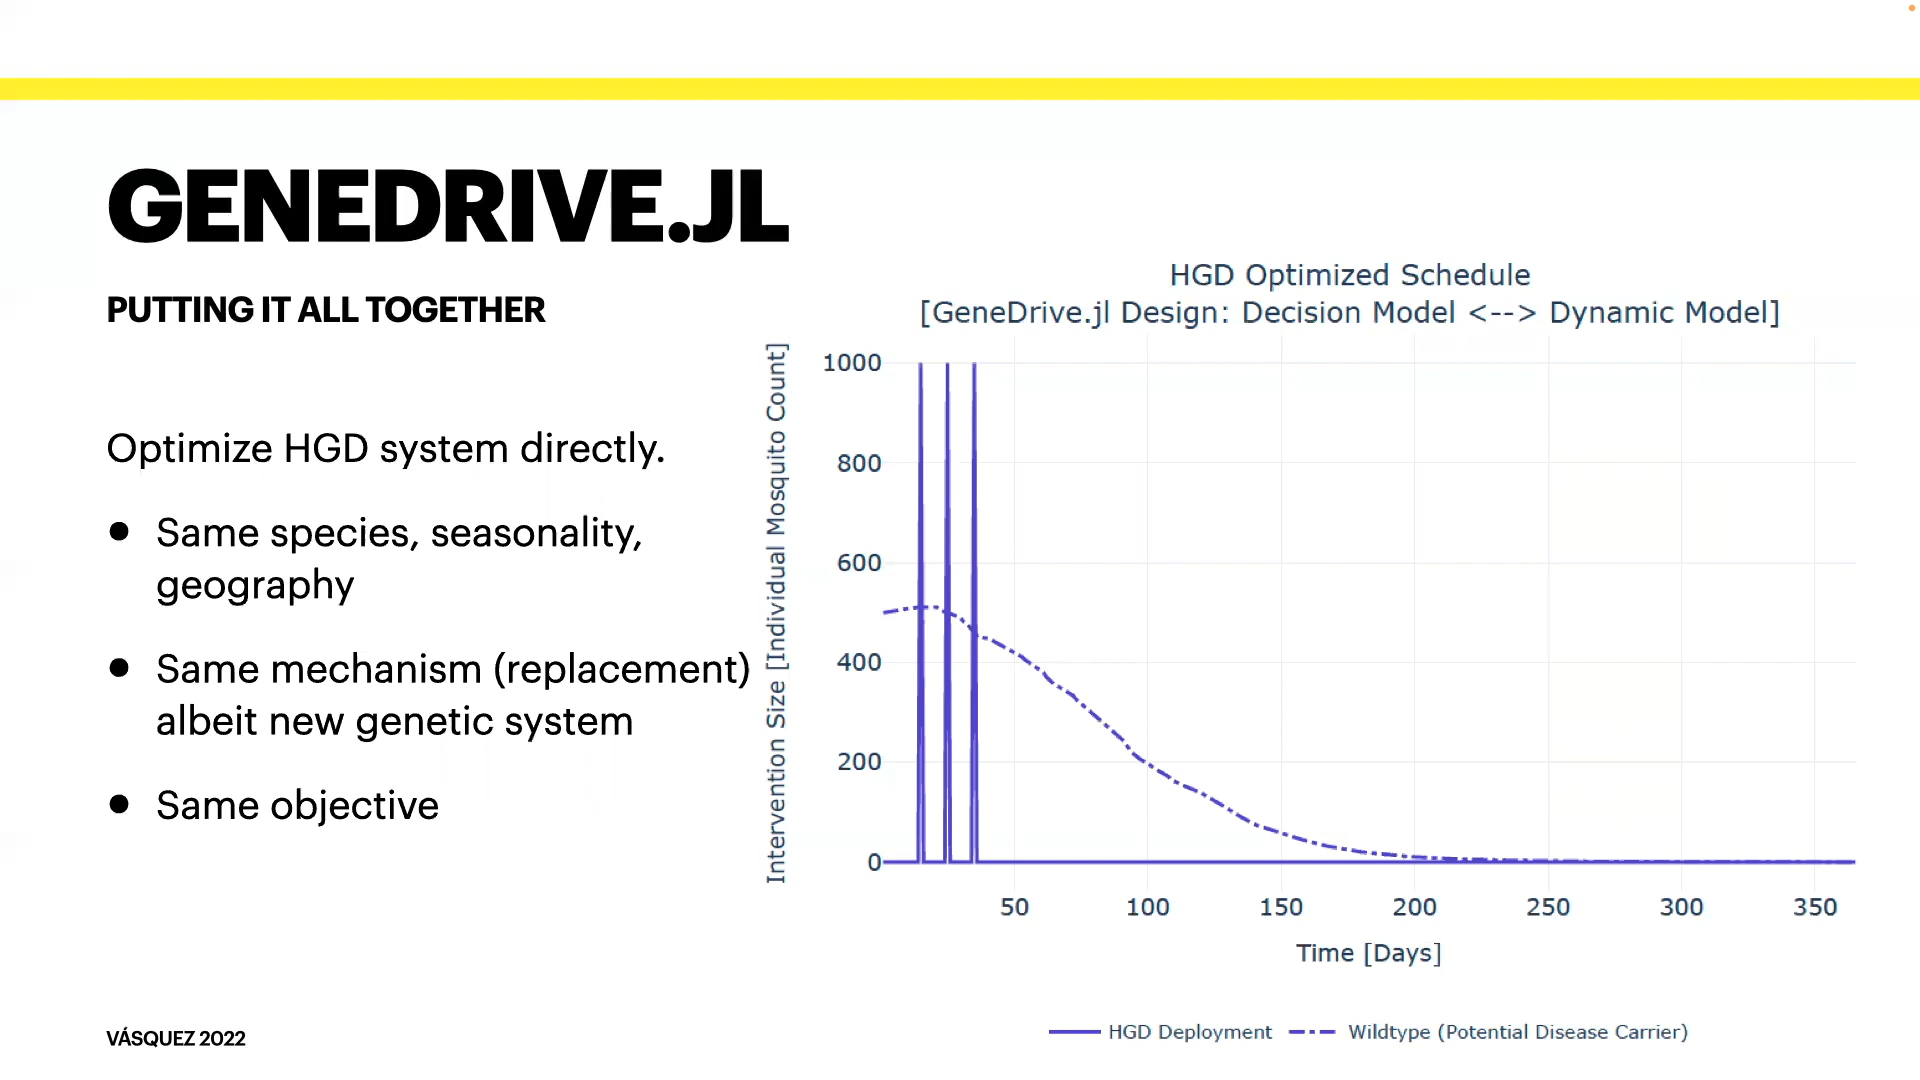 GENEDRIVE.JL
PUTTING IT ALL TOGETHER
Optimize HGD system directly.
● Same species, seasonality,
geography
● Same mechanism (replacement)
albeit new genetic system
● Same objective
HGD Optimized Schedule
[GeneDrive.jl Design: Decision Model <--> Dynamic Model]
Intervention Size [Individual Mosquito Count]
1000
800
600
400
200
0
50 100 150 200 250 300 350
Time [Days]
HGD Deployment Wildtype (Potential Disease Carrier)
VÁSQUEZ 2022